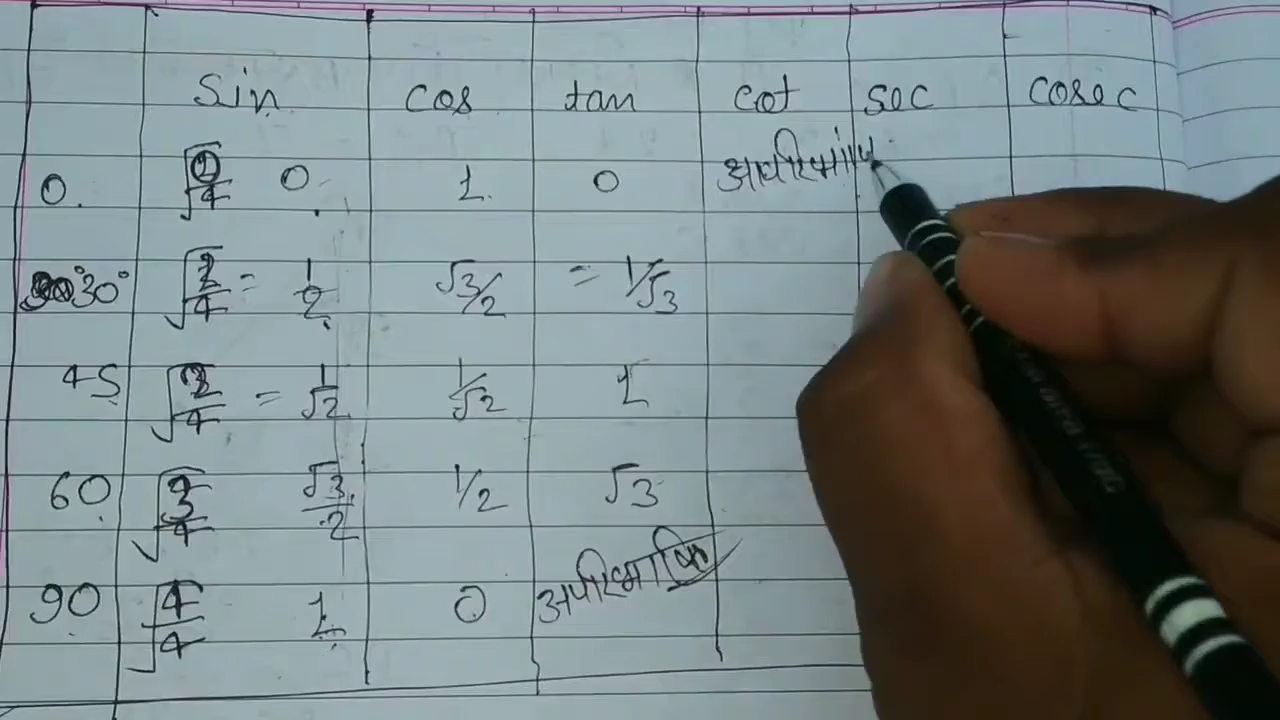 Sin cos tan cot sec cosec
0. √0/4 0 1 0
30° √1/4 = 1/2 √3/2 = 1/√3
45 √2/4 = 1/√2 1/√2 1
60 √3/4 √3/2 1/2 √3
90 √4/4 1 0